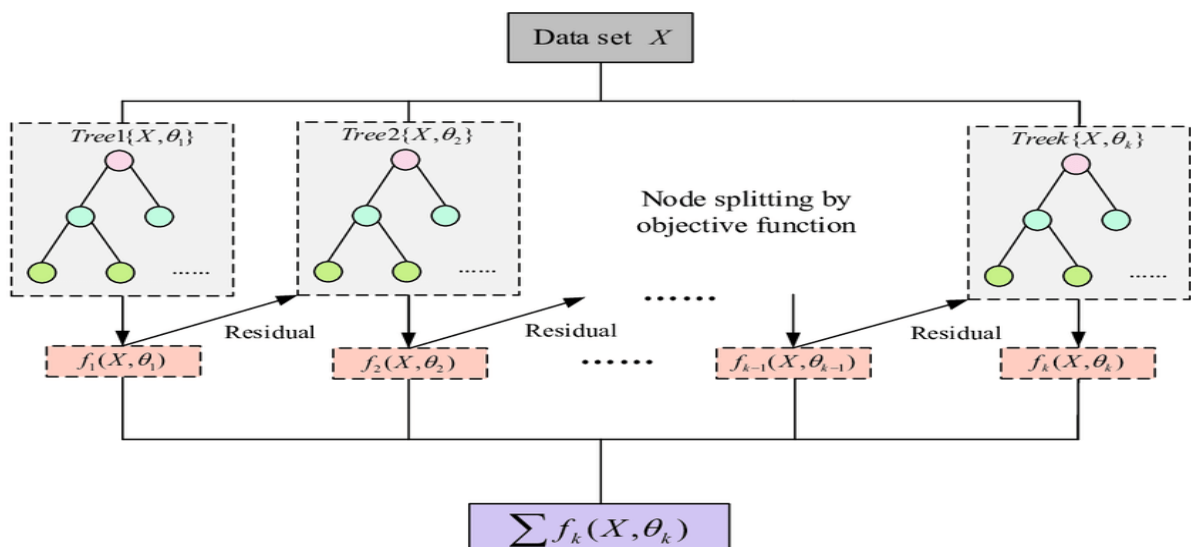 Data set X
Tree1{X,θ₁}
Tree2{X,θ₂}
Treek{X,θₖ}
Node splitting by
objective function
......
......
......
......
Residual
Residual
......
Residual
f₁(X,θ₁)
f₂(X,θ₂)
fₖ₋₁(X,θₖ₋₁)
fₖ(X,θₖ)
∑ fₖ(X,θₖ)